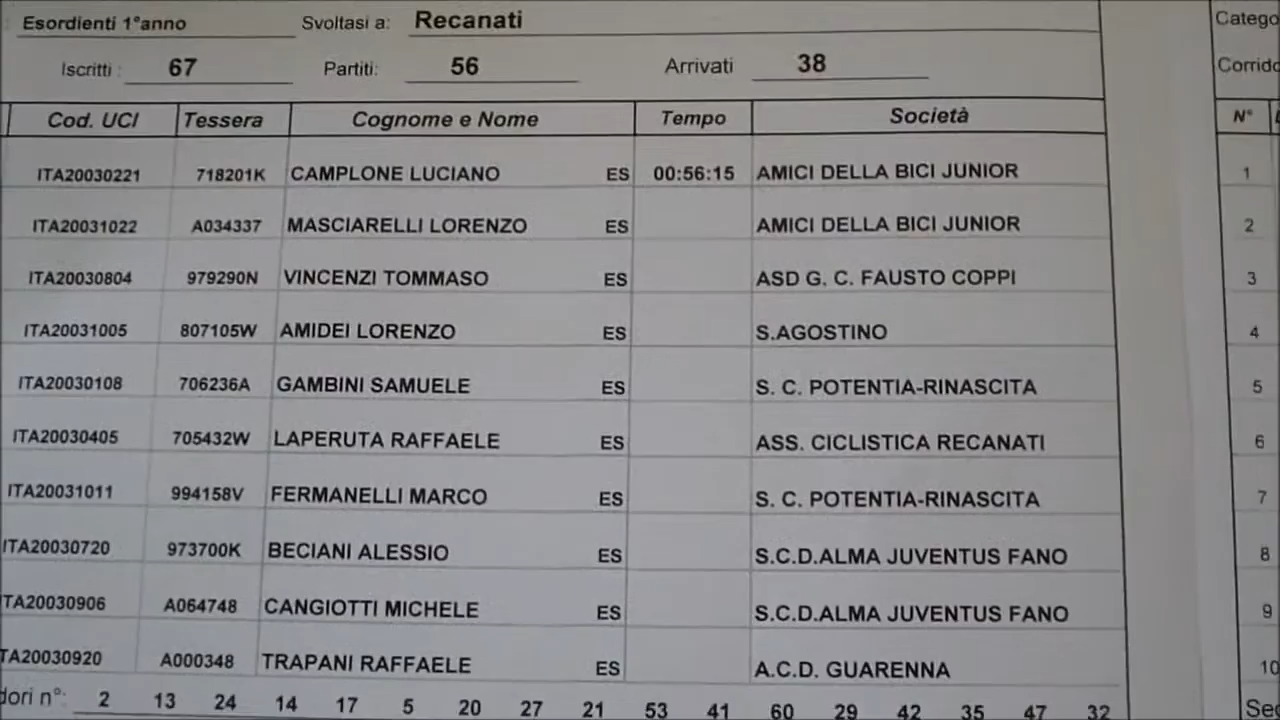 Esordienti 1°anno Svoltasi a: Recanati
Iscritti : 67 Partiti: 56 Arrivati 38
Cod. UCI Tessera Cognome e Nome Tempo Società
ITA20030221 718201K CAMPLONE LUCIANO ES 00:56:15 AMICI DELLA BICI JUNIOR
ITA20031022 A034337 MASCIARELLI LORENZO ES AMICI DELLA BICI JUNIOR
ITA20030804 979290N VINCENZI TOMMASO ES ASD G. C. FAUSTO COPPI
ITA20031005 807105W AMIDEI LORENZO ES S.AGOSTINO
ITA20030108 706236A GAMBINI SAMUELE ES S. C. POTENTIA-RINASCITA
ITA20030405 705432W LAPERUTA RAFFAELE ES ASS. CICLISTICA RECANATI
ITA20031011 994158V FERMANELLI MARCO ES S. C. POTENTIA-RINASCITA
ITA20030720 973700K BECIANI ALESSIO ES S.C.D.ALMA JUVENTUS FANO
TA20030906 A064748 CANGIOTTI MICHELE ES S.C.D.ALMA JUVENTUS FANO
TA20030920 A000348 TRAPANI RAFFAELE ES A.C.D. GUARENNA
dori n°: 2 13 24 14 17 5 20 27 21 53 41 60 29 42 35 47 32
Catego
Corrido
N°
1
2
3
4
5
6
7
8
9
10
Sec